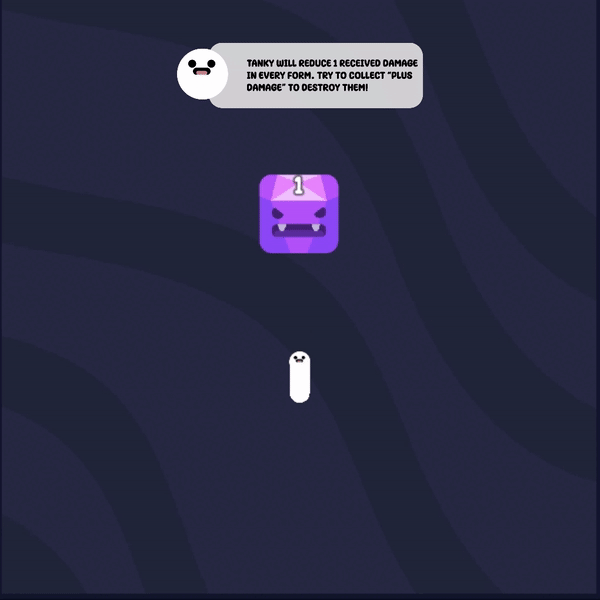 TANKY WILL REDUCE 1 RECEIVED DAMAGE
IN EVERY FORM. TRY TO COLLECT "PLUS
DAMAGE" TO DESTROY THEM!
1